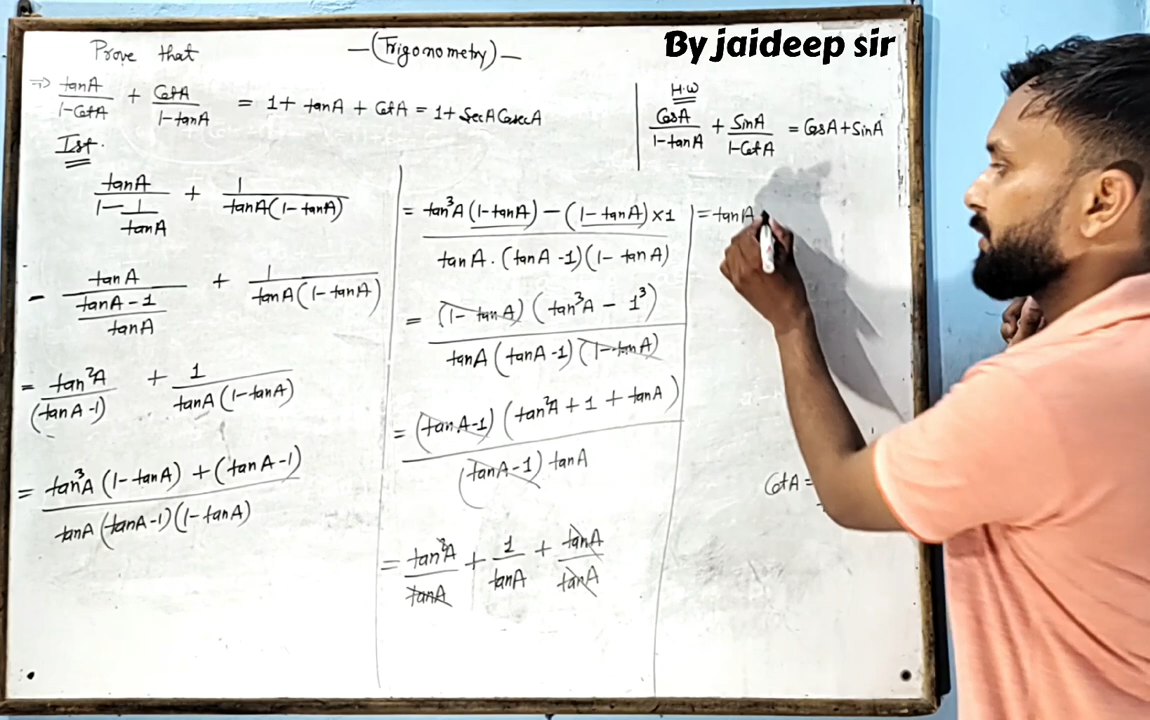 Prove that
—(Trigonometry)—
By jaideep sir
⇒ tanA/(1-CotA) + CotA/(1-tanA) = 1+ tanA + CotA = 1+ SecA CosecA
H.W
CosA/(1-tanA) + SinA/(1-CotA) = CosA+SinA
Ist.
tanA/(1-1/tanA) + 1/(tanA(1-tanA))
- tanA/((tanA-1)/tanA) + 1/(tanA(1-tanA))
= tan²A/(tanA-1) + 1/(tanA(1-tanA))
= (tan³A(1-tanA) + (tanA-1))/(tanA(tanA-1)(1-tanA))
= (tan³A(1-tanA) - (1-tanA)×1)/(tanA.(tanA-1)(1-tanA))
= ((1-tanA)(tan³A - 1³))/(tanA(tanA-1)(1-tanA))
= ((tanA-1)(tan²A+1+tanA))/((tanA-1)tanA)
= tan²A/tanA + 1/tanA + tanA/tanA
= tanA
CotA =